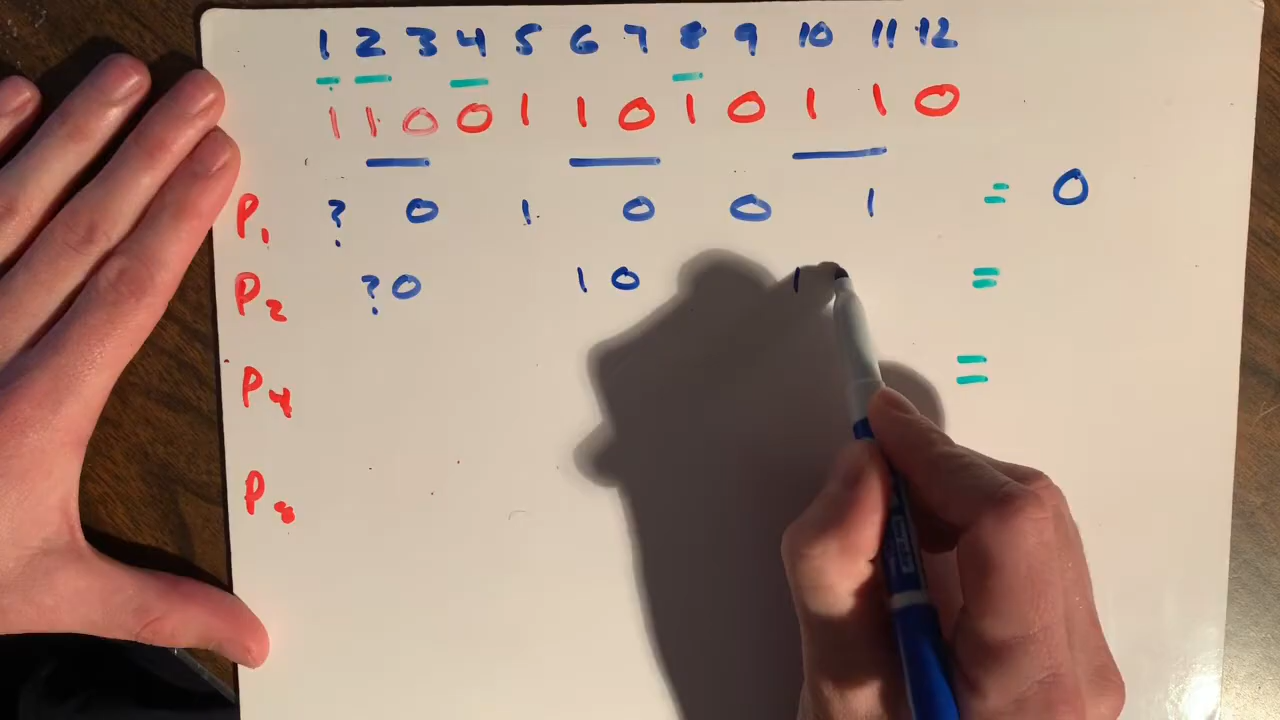 1 2 3 4 5 6 7 8 9 10 11 12
1 1 0 0 1 1 0 1 0 1 1 0
P1 ? 0 1 0 0 1 = 0
P2 ? 0 1 0 1 =
P4 =
P8